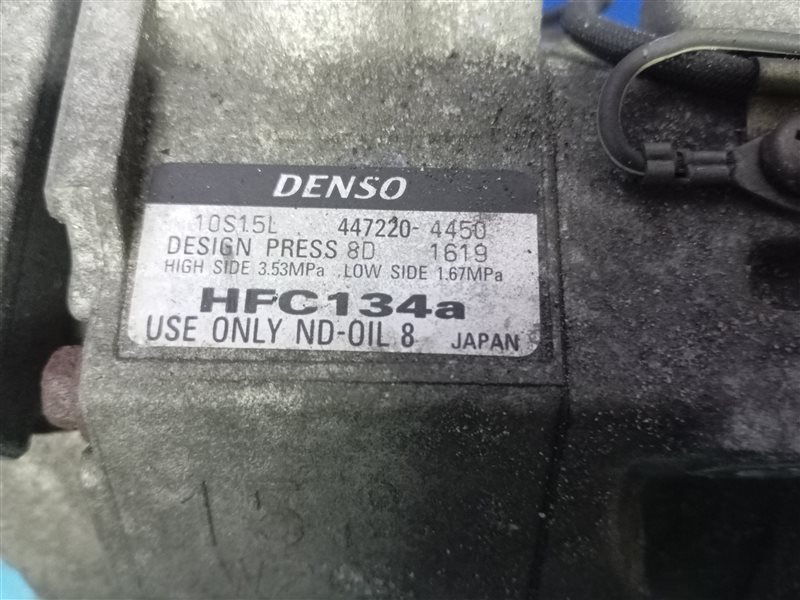 DENSO
10S15L 447220-4450
DESIGN PRESS 8D 1619
HIGH SIDE 3.53MPa LOW SIDE 1.67MPa
HFC134a
USE ONLY ND-OIL 8 JAPAN